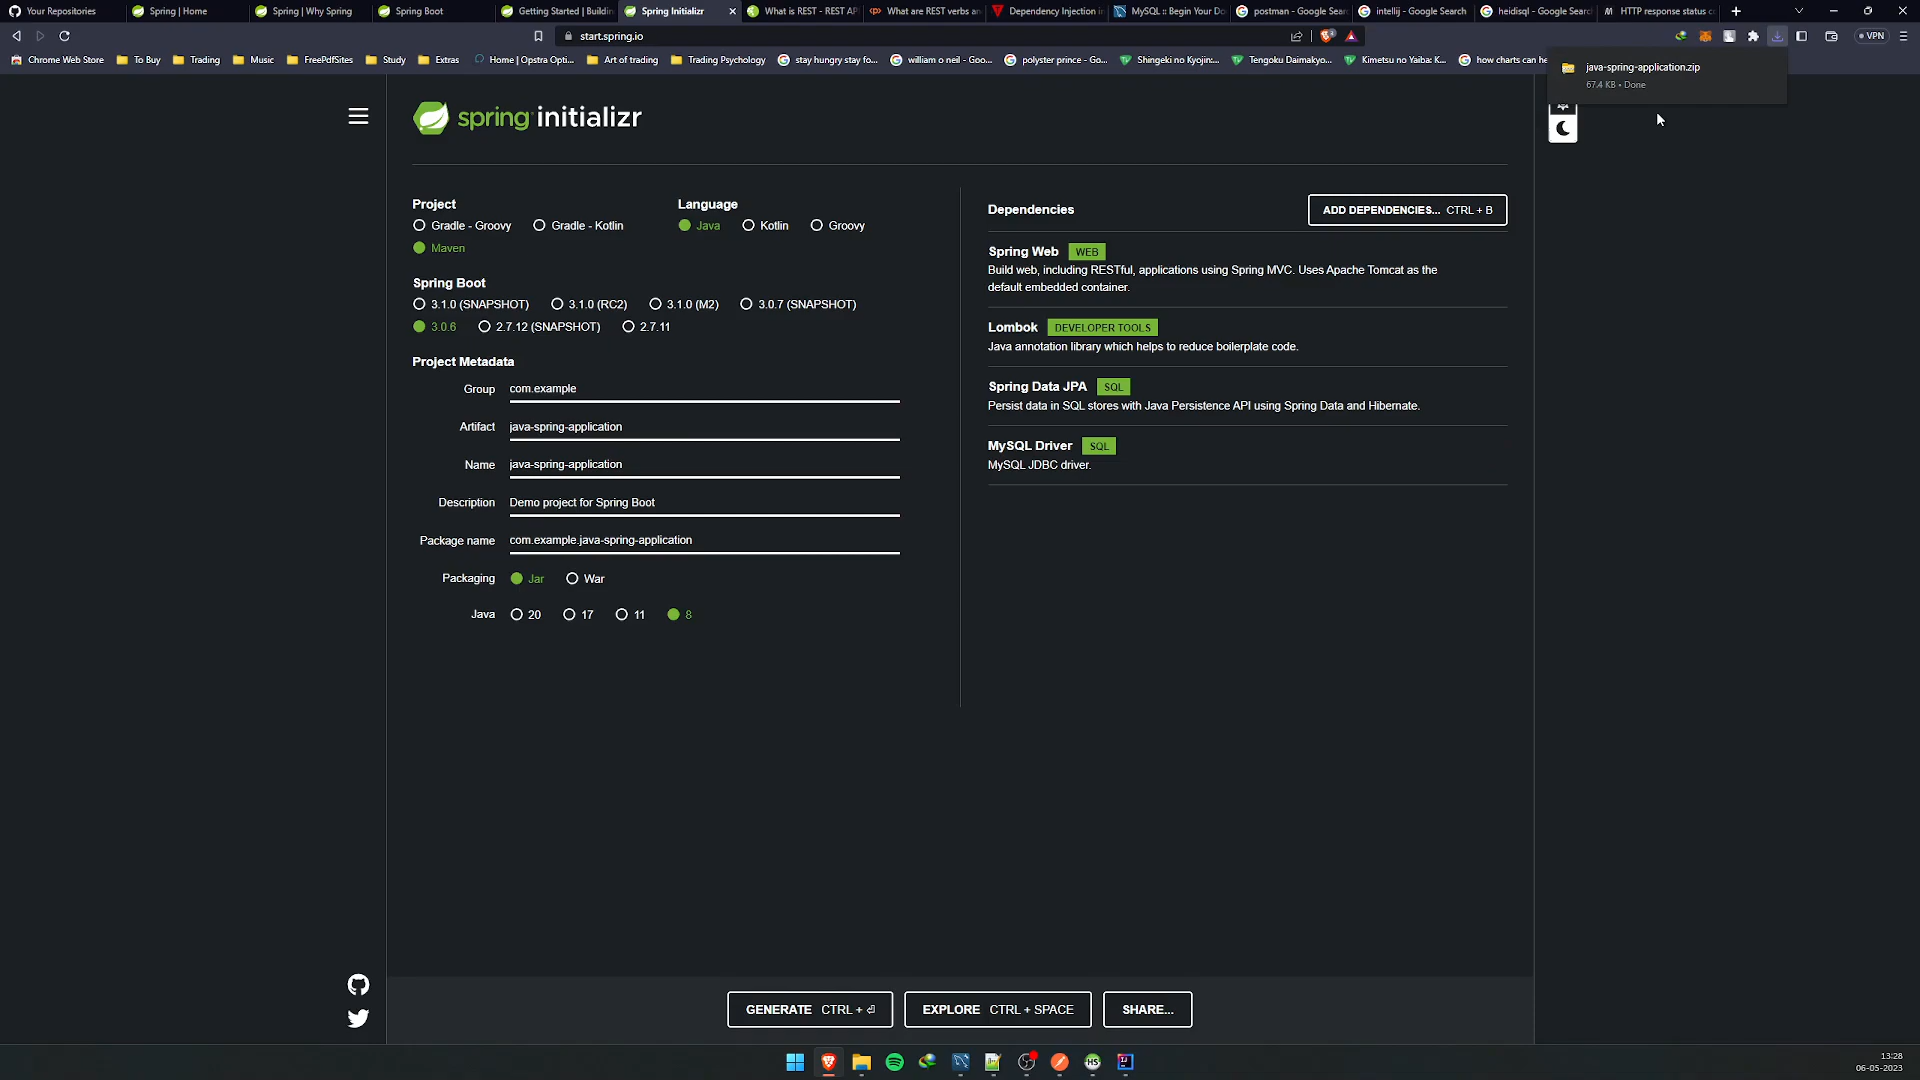 Your Repositories
Spring | Home
Spring | Why Spring
Spring Boot
Getting Started | Buildin
Spring Initializr
What is REST - REST API
What are REST verbs an
Dependency Injection in
MySQL :: Begin Your Do
postman - Google Sear
intellij - Google Search
heidisql - Google Searc
HTTP response status c
start.spring.io
VPN
Chrome Web Store
To Buy
Trading
Music
FreePdfSites
Study
Extras
Home | Opstra Opti...
Art of trading
Trading Psychology
stay hungry stay fo...
william o neil - Goo...
polyster prince - Go...
Shingeki no Kyojin:...
Tengoku Daimakyo...
Kimetsu no Yaiba: K...
how charts can he
java-spring-application.zip
67.4 KB • Done
spring initializr
Project
Gradle - Groovy
Gradle - Kotlin
Maven
Language
Java
Kotlin
Groovy
Spring Boot
3.1.0 (SNAPSHOT)
3.1.0 (RC2)
3.1.0 (M2)
3.0.7 (SNAPSHOT)
3.0.6
2.7.12 (SNAPSHOT)
2.7.11
Project Metadata
Group com.example
Artifact java-spring-application
Name java-spring-application
Description Demo project for Spring Boot
Package name com.example.java-spring-application
Packaging Jar War
Java 20 17 11 8
Dependencies
ADD DEPENDENCIES... CTRL + B
Spring Web WEB
Build web, including RESTful, applications using Spring MVC. Uses Apache Tomcat as the
default embedded container.
Lombok DEVELOPER TOOLS
Java annotation library which helps to reduce boilerplate code.
Spring Data JPA SQL
Persist data in SQL stores with Java Persistence API using Spring Data and Hibernate.
MySQL Driver SQL
MySQL JDBC driver.
GENERATE CTRL + ⏎
EXPLORE CTRL + SPACE
SHARE...
HS
IJ
13:28
06-05-2023